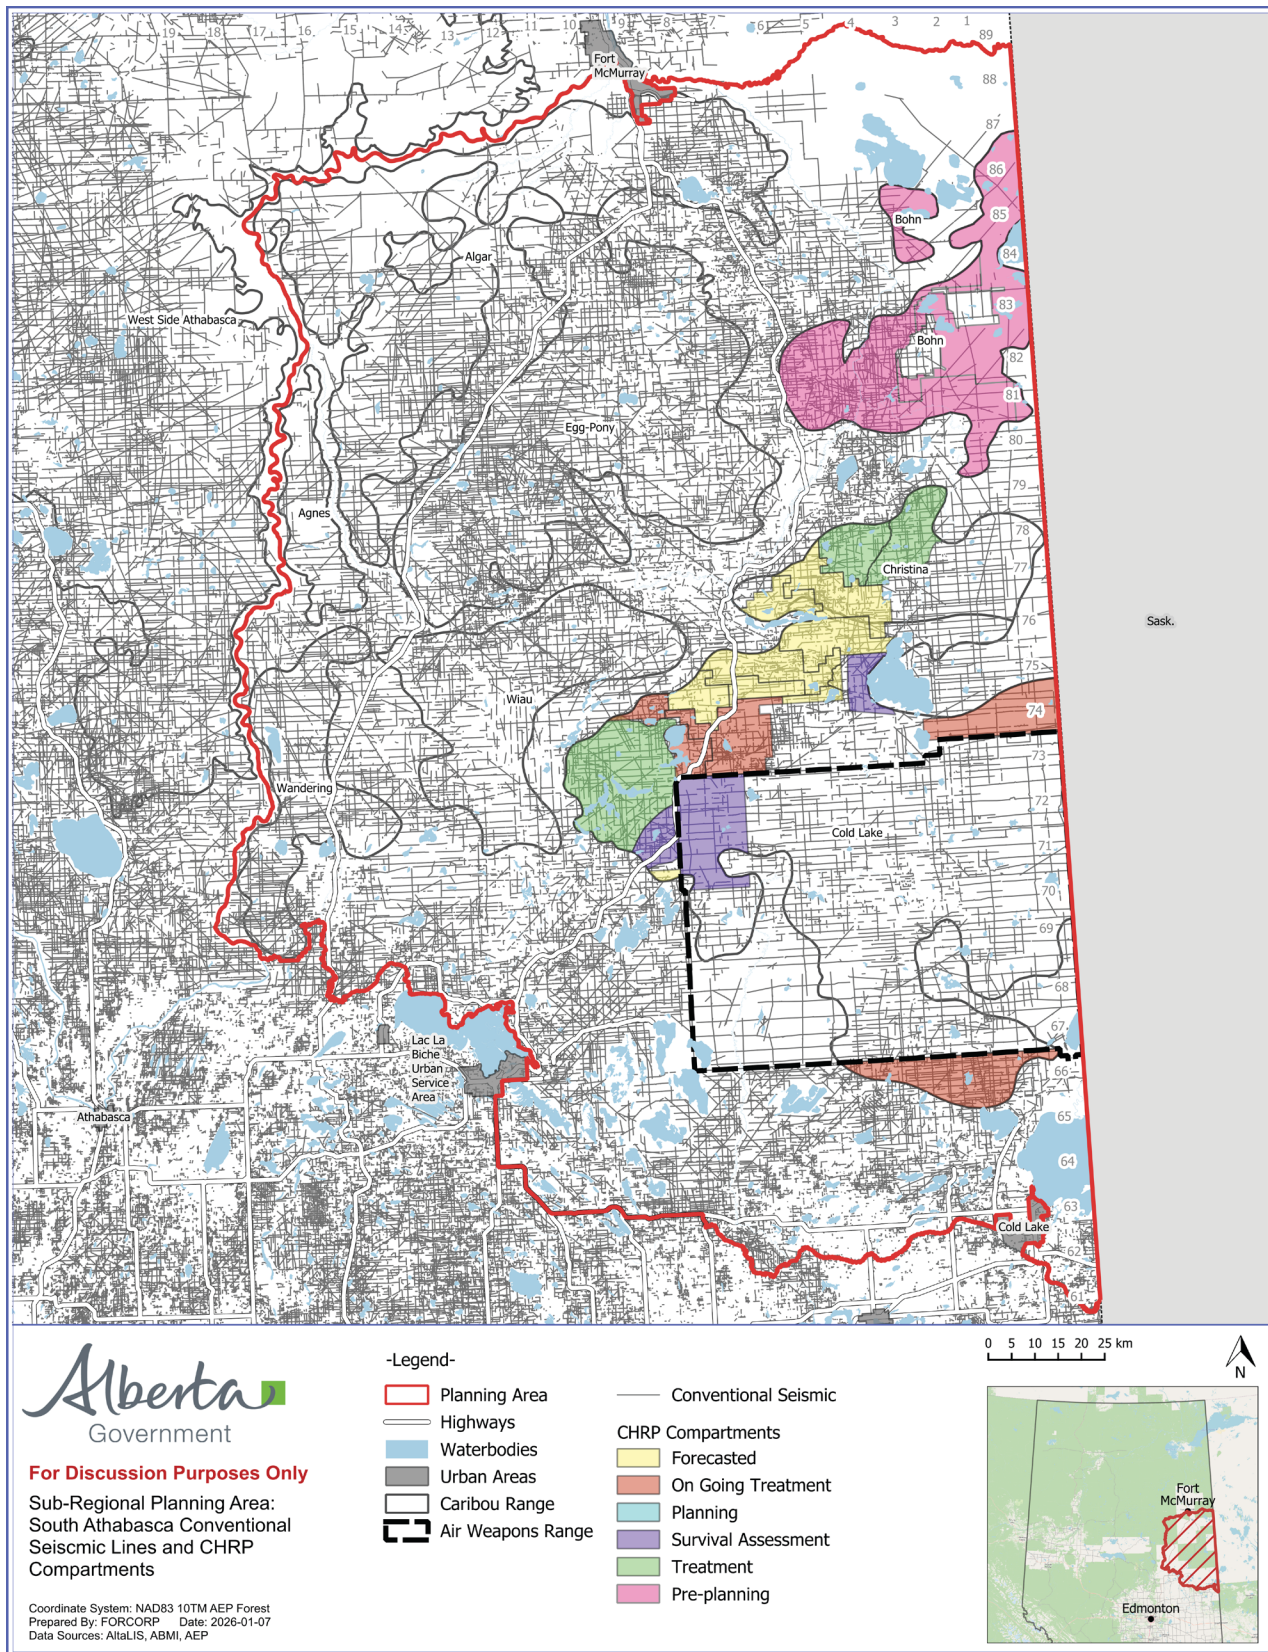 19 18 17 16 15 14 13 12 10 9 8 7 6 5 4 3 2 1
89
Fort
McMurray
88
87
86
85
Bohn
84
Algar
83
West Side Athabasca
Bohn
82
81
Egg-Pony
80
79
Agnes
78
Christina
77
76
Sask.
75
Wiau
74
73
Wandering
72
Cold Lake
71
70
69
68
67
Lac La
Biche
Urban
Service
Area
66
Athabasca
65
64
63
Cold Lake
62
Alberta
Government
For Discussion Purposes Only
Sub-Regional Planning Area:
South Athabasca Conventional
Seiscmic Lines and CHRP
Compartments
Coordinate System: NAD83 10TM AEP Forest
Prepared By: FORCORP Date: 2026-01-07
Data Sources: AltaLIS, ABMI, AEP
-Legend-
Planning Area
Highways
Waterbodies
Urban Areas
Caribou Range
Air Weapons Range
Conventional Seismic
CHRP Compartments
Forecasted
On Going Treatment
Planning
Survival Assessment
Treatment
Pre-planning
0 5 10 15 20 25 km
N
Fort
McMurray
Edmonton